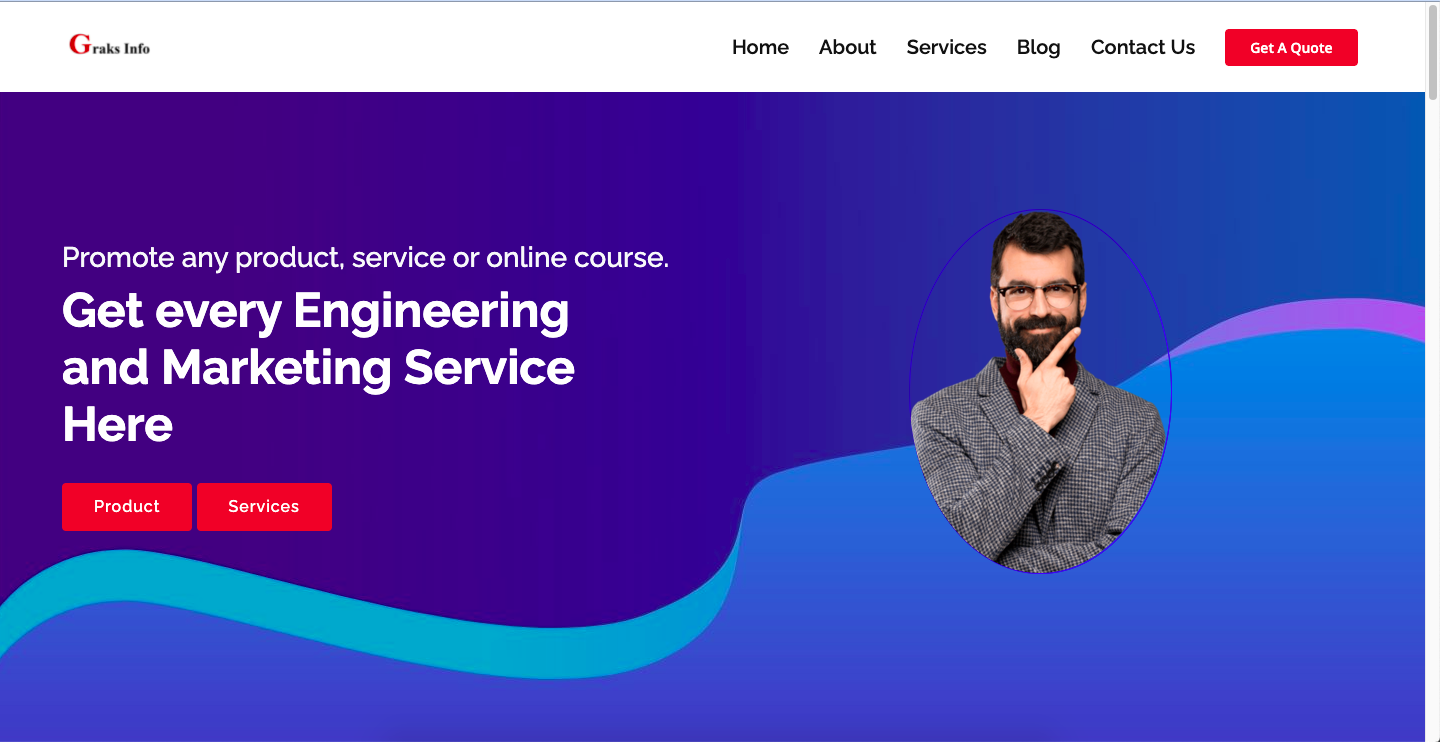 Graks Info
Home About Services Blog Contact Us Get A Quote
Promote any product, service or online course.
Get every Engineering
and Marketing Service
Here
Product Services